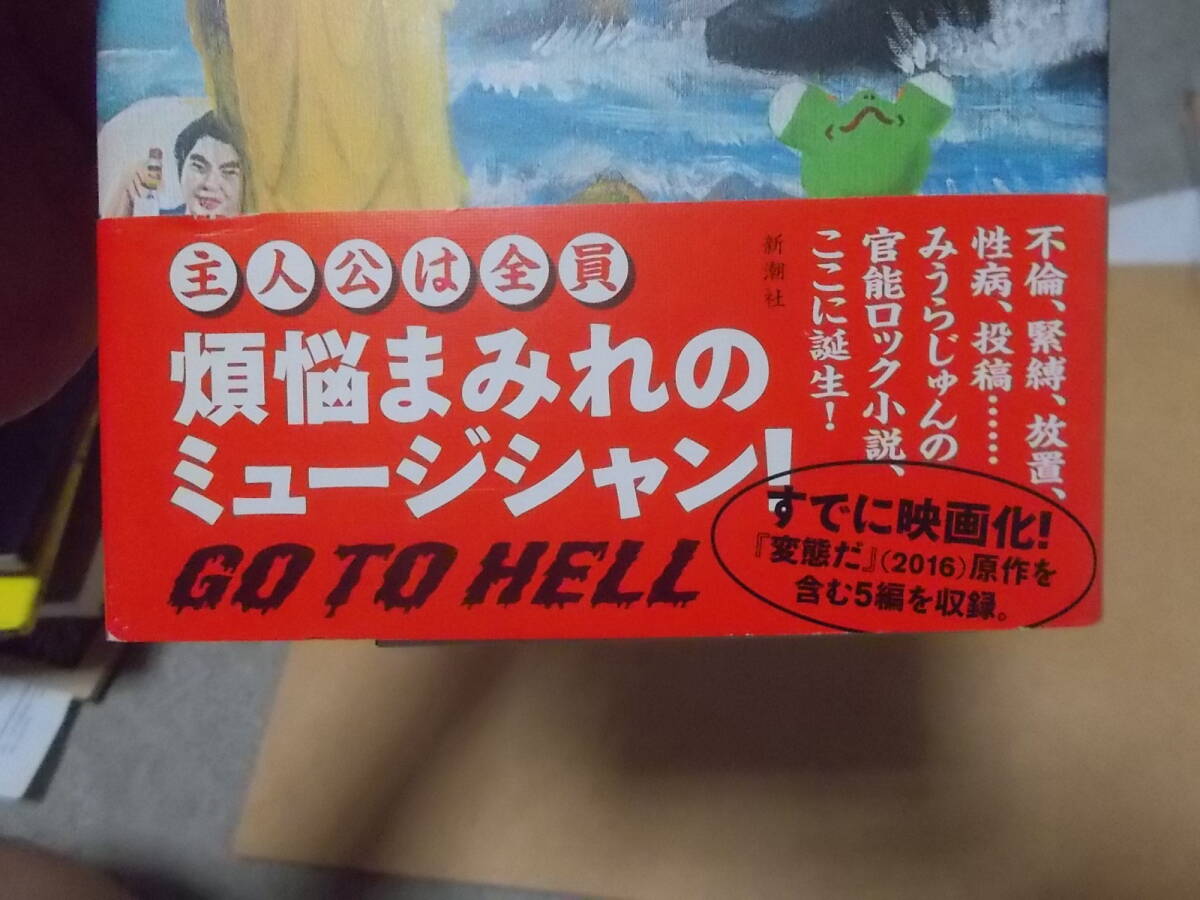 主人公は全員
煩悩まみれの
ミュージシャン!
GO TO HELL
新潮社
不倫、緊縛、放置、
性病、投稿……
みうらじゅんの
官能ロック小説、
ここに誕生!
すでに映画化!
『変態だ』(2016)原作を
含む5編を収録。